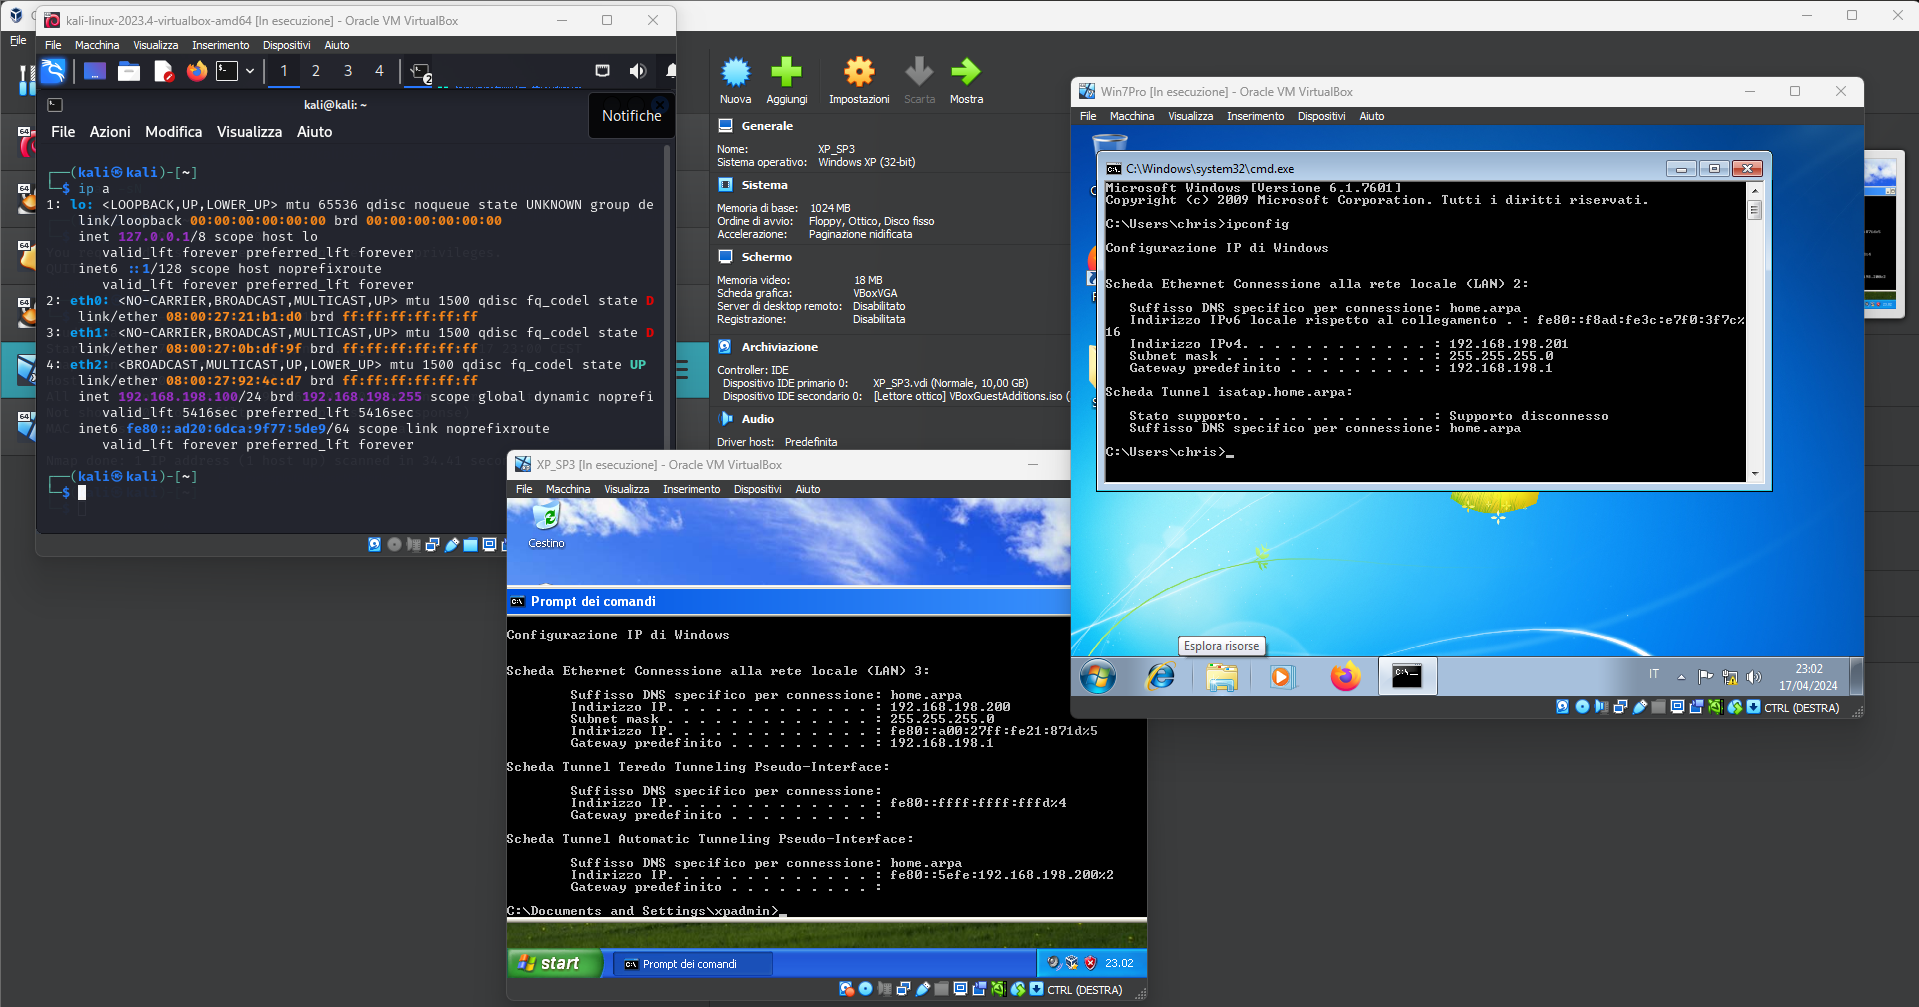 kali-linux-2023.4-virtualbox-amd64 [In esecuzione] - Oracle VM VirtualBox
File
File Macchina Visualizza Inserimento Dispositivi Aiuto
1 2 3 4
2
kali@kali: ~
File Azioni Modifica Visualizza Aiuto
Notifiche
(kali㉿kali)-[~]
$ ip a
1: lo: <LOOPBACK,UP,LOWER_UP> mtu 65536 qdisc noqueue state UNKNOWN group de
link/loopback 00:00:00:00:00:00 brd 00:00:00:00:00:00
inet 127.0.0.1/8 scope host lo
valid_lft forever preferred_lft forever
inet6 ::1/128 scope host noprefixroute
valid_lft forever preferred_lft forever
2: eth0: <NO-CARRIER,BROADCAST,MULTICAST,UP> mtu 1500 qdisc fq_codel state D
link/ether 08:00:27:21:b1:d0 brd ff:ff:ff:ff:ff:ff
3: eth1: <NO-CARRIER,BROADCAST,MULTICAST,UP> mtu 1500 qdisc fq_codel state D
link/ether 08:00:27:0b:df:9f brd ff:ff:ff:ff:ff:ff
4: eth2: <BROADCAST,MULTICAST,UP,LOWER_UP> mtu 1500 qdisc fq_codel state UP
link/ether 08:00:27:92:4c:d7 brd ff:ff:ff:ff:ff:ff
inet 192.168.198.100/24 brd 192.168.198.255 scope global dynamic noprefi
valid_lft 5416sec preferred_lft 5416sec
inet6 fe80::ad20:6dca:9f77:5de9/64 scope link noprefixroute
valid_lft forever preferred_lft forever
(kali㉿kali)-[~]
$
Nuova Aggiungi Impostazioni Scarta Mostra
Generale
Nome: XP_SP3
Sistema operativo: Windows XP (32-bit)
Sistema
Memoria di base: 1024 MB
Ordine di avvio: Floppy, Ottico, Disco fisso
Accelerazione: Paginazione nidificata
Schermo
Memoria video: 18 MB
Scheda grafica: VBoxVGA
Server di desktop remoto: Disabilitato
Registrazione: Disabilitata
Archiviazione
Controller: IDE
Dispositivo IDE primario 0: XP_SP3.vdi (Normale, 10,00 GB)
Dispositivo IDE secondario 0: [Lettore ottico] VBoxGuestAdditions.iso (
Audio
Driver host: Predefinita
64
64
64
64
64
64
XP_SP3 [In esecuzione] - Oracle VM VirtualBox
File Macchina Visualizza Inserimento Dispositivi Aiuto
Cestino
Prompt dei comandi
Configurazione IP di Windows
Scheda Ethernet Connessione alla rete locale (LAN) 3:
Suffisso DNS specifico per connessione: home.arpa
Indirizzo IP. . . . . . . . . . . . . : 192.168.198.200
Subnet mask . . . . . . . . . . . . . : 255.255.255.0
Indirizzo IP. . . . . . . . . . . . . : fe80::a00:27ff:fe21:871d%5
Gateway predefinito . . . . . . . . . : 192.168.198.1
Scheda Tunnel Teredo Tunneling Pseudo-Interface:
Suffisso DNS specifico per connessione:
Indirizzo IP. . . . . . . . . . . . . : fe80::ffff:ffff:fffd%4
Gateway predefinito . . . . . . . . . :
Scheda Tunnel Automatic Tunneling Pseudo-Interface:
Suffisso DNS specifico per connessione: home.arpa
Indirizzo IP. . . . . . . . . . . . . : fe80::5efe:192.168.198.200%2
Gateway predefinito . . . . . . . . . :
C:\Documents and Settings\xpadmin>_
start
Prompt dei comandi
23.02
CTRL (DESTRA)
Win7Pro [In esecuzione] - Oracle VM VirtualBox
File Macchina Visualizza Inserimento Dispositivi Aiuto
C:\Windows\system32\cmd.exe
Microsoft Windows [Versione 6.1.7601]
Copyright (c) 2009 Microsoft Corporation. Tutti i diritti riservati.
C:\Users\chris>ipconfig
Configurazione IP di Windows
Scheda Ethernet Connessione alla rete locale (LAN) 2:
Suffisso DNS specifico per connessione: home.arpa
Indirizzo IPv6 locale rispetto al collegamento . : fe80::f8ad:fe3c:e7f0:3f7c%
16
Indirizzo IPv4. . . . . . . . . . . . : 192.168.198.201
Subnet mask . . . . . . . . . . . . . : 255.255.255.0
Gateway predefinito . . . . . . . . . : 192.168.198.1
Scheda Tunnel isatap.home.arpa:
Stato supporto. . . . . . . . . . . . : Supporto disconnesso
Suffisso DNS specifico per connessione: home.arpa
C:\Users\chris>_
Esplora risorse
IT
23:02
17/04/2024
CTRL (DESTRA)